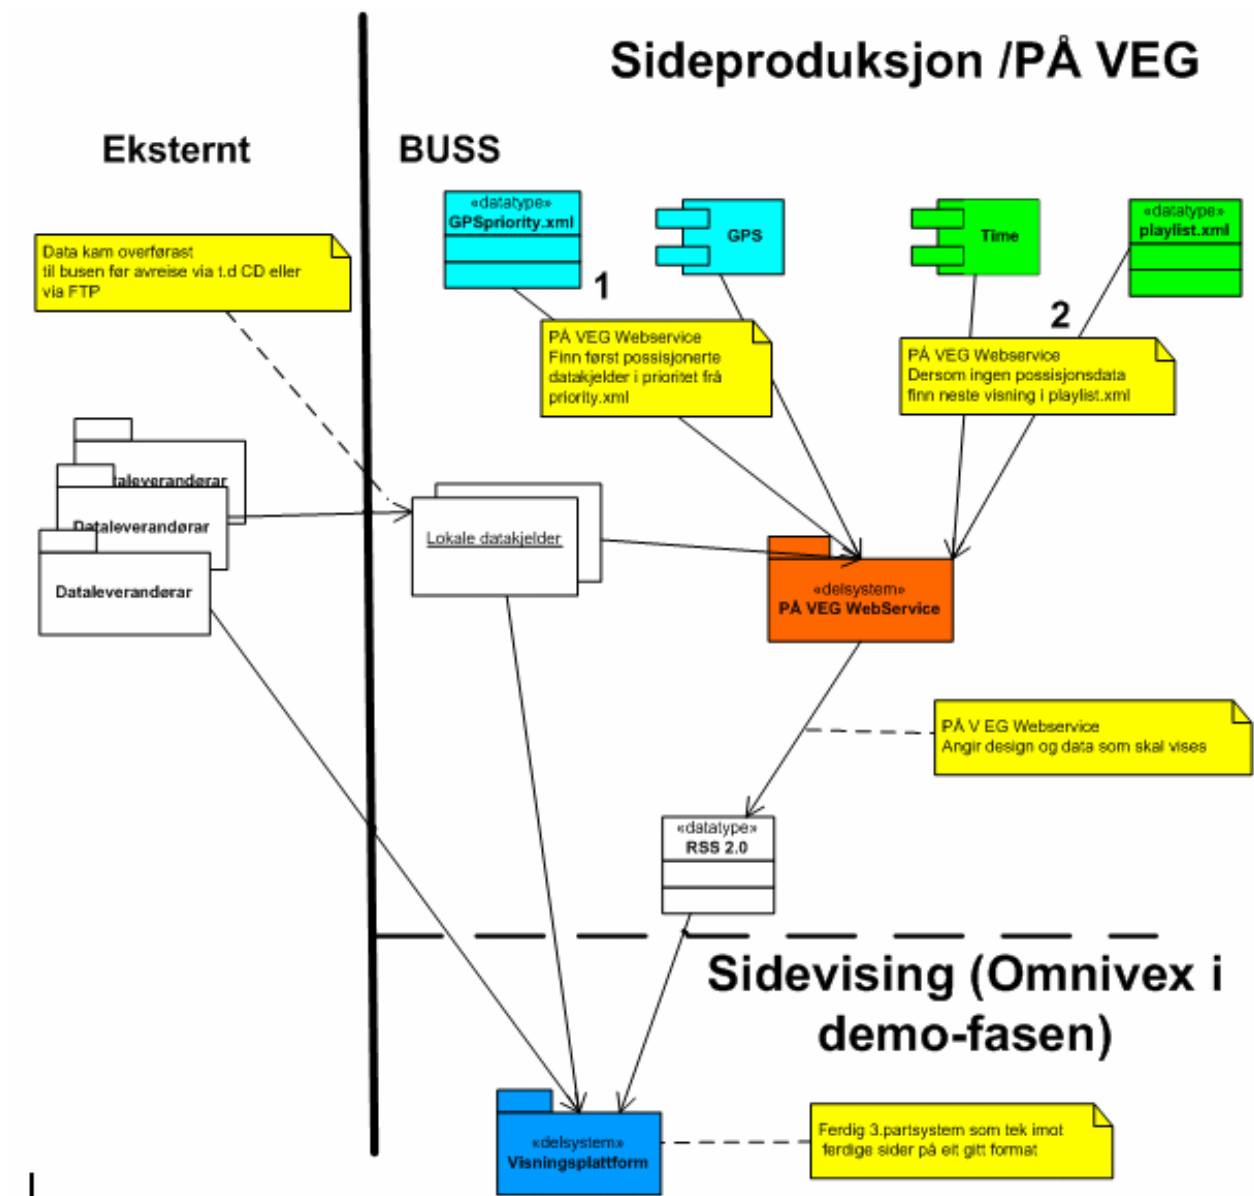 Sideproduksjon /PÅ VEG
Eksternt
BUSS
«datatype»
GPSpriority.xml
GPS
Time
«datatype»
playlist.xml
Data kam overførast
til busen før avreise via t.d CD eller
via FTP
1
2
PÅ VEG Webservice
Finn først possisjonerte
datakjelder i prioritet frå
priority.xml
PÅ VEG Webservice
Dersom ingen possisjonsdata
finn neste visning i playlist.xml
Dataleverandørar
Dataleverandørar
Dataleverandørar
Lokale datakjelder
«delsystem»
PÅ VEG WebService
PÅ V EG Webservice
Angir design og data som skal vises
«datatype»
RSS 2.0
Sidevising (Omnivex i
demo-fasen)
«delsystem»
Visningsplattform
Ferdig 3.partsystem som tek imot
ferdige sider på eit gitt format